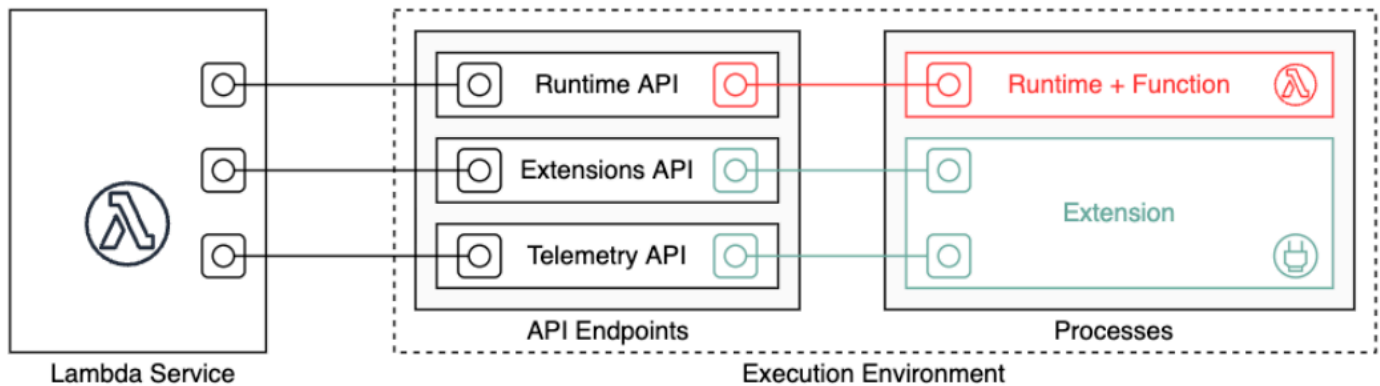 Runtime API
Runtime + Function
Extensions API
Extension
Telemetry API
API Endpoints
Processes
Lambda Service
Execution Environment